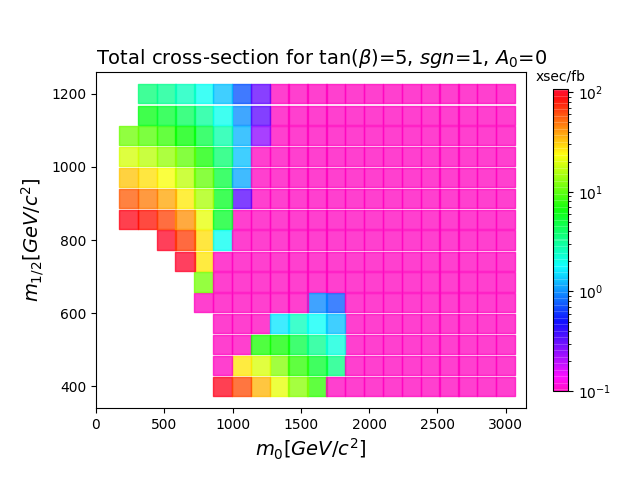 Total cross-section for tan(β)=5, sgn=1, A₀=0
xsec/fb
10²
10¹
10⁰
10⁻¹
m₁/₂[GeV/c²]
1200
1000
800
600
400
0 500 1000 1500 2000 2500 3000
m₀[GeV/c²]